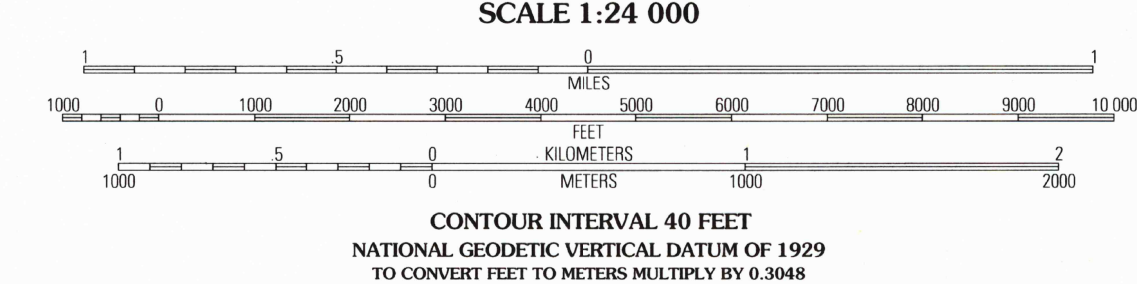 SCALE 1:24 000
1 .5 0 1
MILES
1000 0 1000 2000 3000 4000 5000 6000 7000 8000 9000 10 000
FEET
1 .5 0 KILOMETERS 1 2
1000 0 METERS 1000 2000
CONTOUR INTERVAL 40 FEET
NATIONAL GEODETIC VERTICAL DATUM OF 1929
TO CONVERT FEET TO METERS MULTIPLY BY 0.3048